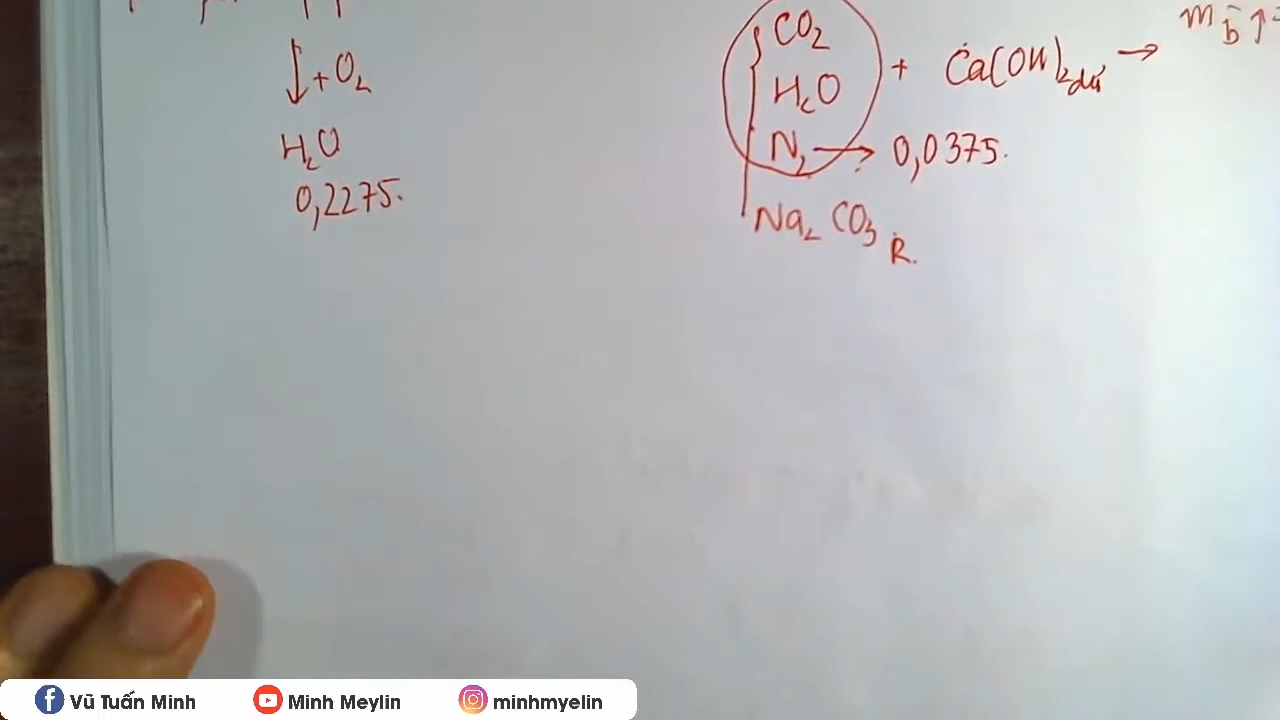 ↓ + O₂
H₂O
0,2275.
CO₂
H₂O
N₂ → 0,0375.
Na₂CO₃ R.
+ Ca(OH)₂ dư →
m b ↑
Vũ Tuấn Minh
Minh Meylin
minhmyelin